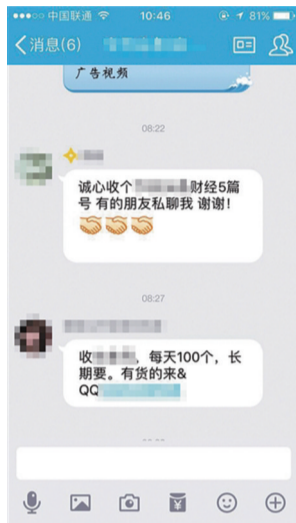 中国联通 10:46 81%
消息(6)
广告视频
08:22
诚心收个 财经5篇
号 有的朋友私聊我 谢谢！
08:27
收 ，每天100个，长
期要。有货的来&
QQ